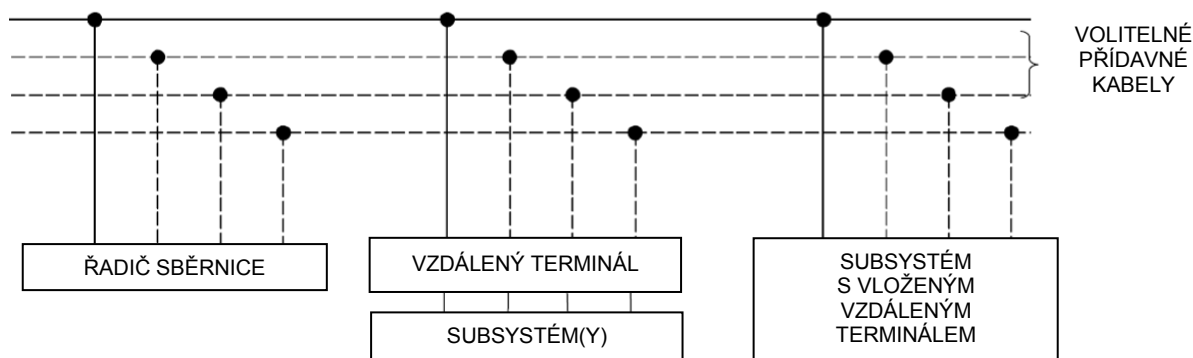 VOLITELNÉ
PŘÍDAVNÉ
KABELY
ŘADIČ SBĚRNICE
VZDÁLENÝ TERMINÁL
SUBSYSTÉM(Y)
SUBSYSTÉM
S VLOŽENÝM
VZDÁLENÝM
TERMINÁLEM